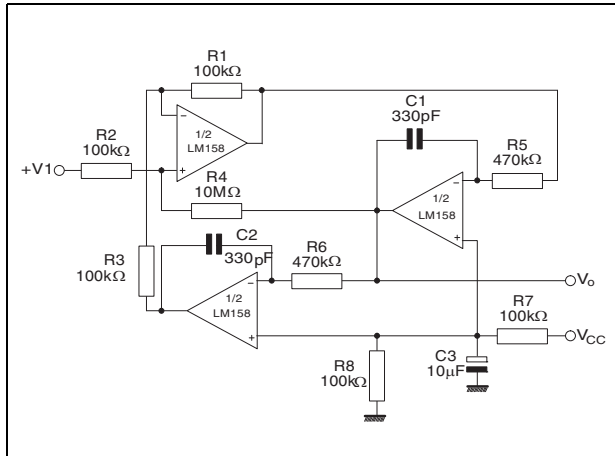 R1
100kΩ
R2
100kΩ
+V1
1/2
LM158
R4
10MΩ
C1
330pF
R5
470kΩ
1/2
LM158
R3
100kΩ
C2
330pF
R6
470kΩ
1/2
LM158
Vo
R7
100kΩ
VCC
R8
100kΩ
C3
10μF